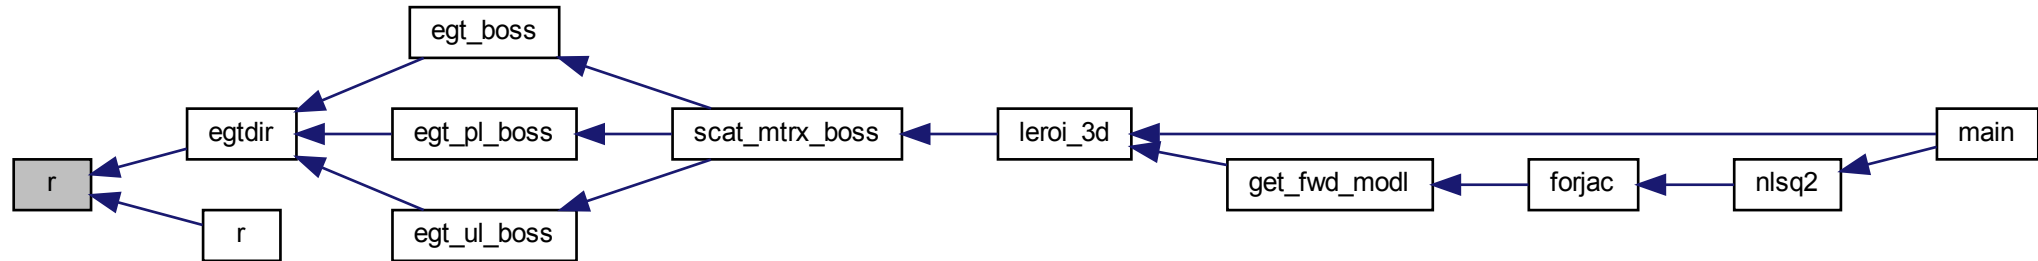 egt_boss
egtdir
egt_pl_boss
scat_mtrx_boss
leroi_3d
main
r
get_fwd_modl
forjac
nlsq2
r
egt_ul_boss